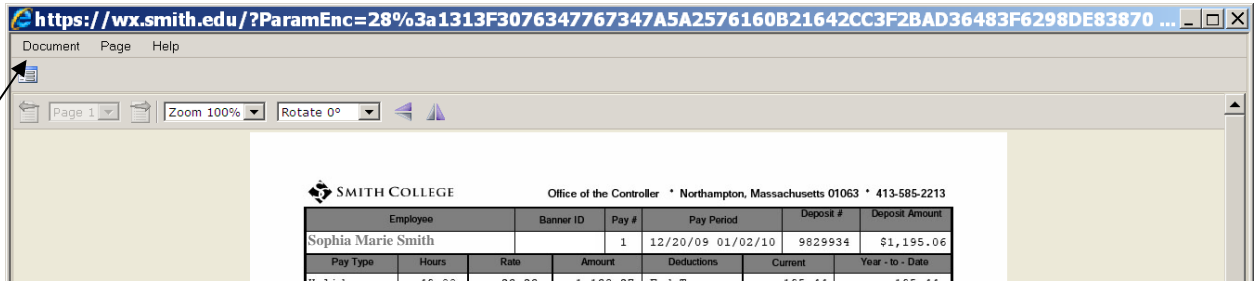 https://wx.smith.edu/?ParamEnc=28%3a1313F3076347767347A5A2576160B21642CC3F2BAD36483F6298DE83870 ...
Document Page Help
Page 1 Zoom 100% Rotate 0°
SMITH COLLEGE Office of the Controller * Northampton, Massachusetts 01063 * 413-585-2213
Employee Banner ID Pay # Pay Period Deposit # Deposit Amount
Sophia Marie Smith 1 12/20/09 01/02/10 9829934 $1,195.06
Pay Type Hours Rate Amount Deductions Current Year - to - Date